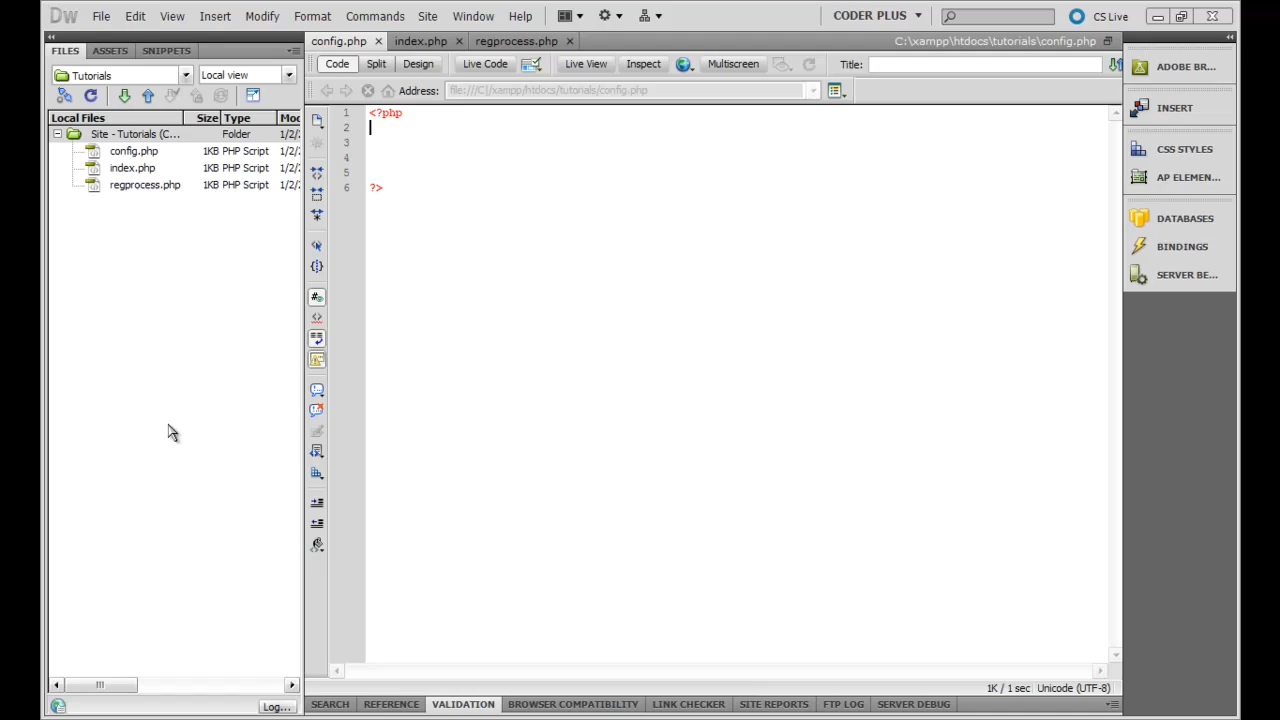 Dw File Edit View Insert Modify Format Commands Site Window Help CODER PLUS CS Live
FILES ASSETS SNIPPETS
config.php index.php regprocess.php C:\xampp\htdocs\tutorials\config.php
Tutorials Local view
Code Split Design Live Code Live View Inspect Multiscreen Title:
Address: file:///C|/xampp/htdocs/tutorials/config.php
Local Files Size Type Moc
Site - Tutorials (C... Folder 1/2/
config.php 1KB PHP Script 1/2/
index.php 1KB PHP Script 1/2/
regprocess.php 1KB PHP Script 1/2/
1 <?php
2
3
4
5
6 ?>
ADOBE BR...
INSERT
CSS STYLES
AP ELEMEN...
DATABASES
BINDINGS
SERVER BE...
1K / 1 sec Unicode (UTF-8)
Log...
SEARCH REFERENCE VALIDATION BROWSER COMPATIBILITY LINK CHECKER SITE REPORTS FTP LOG SERVER DEBUG